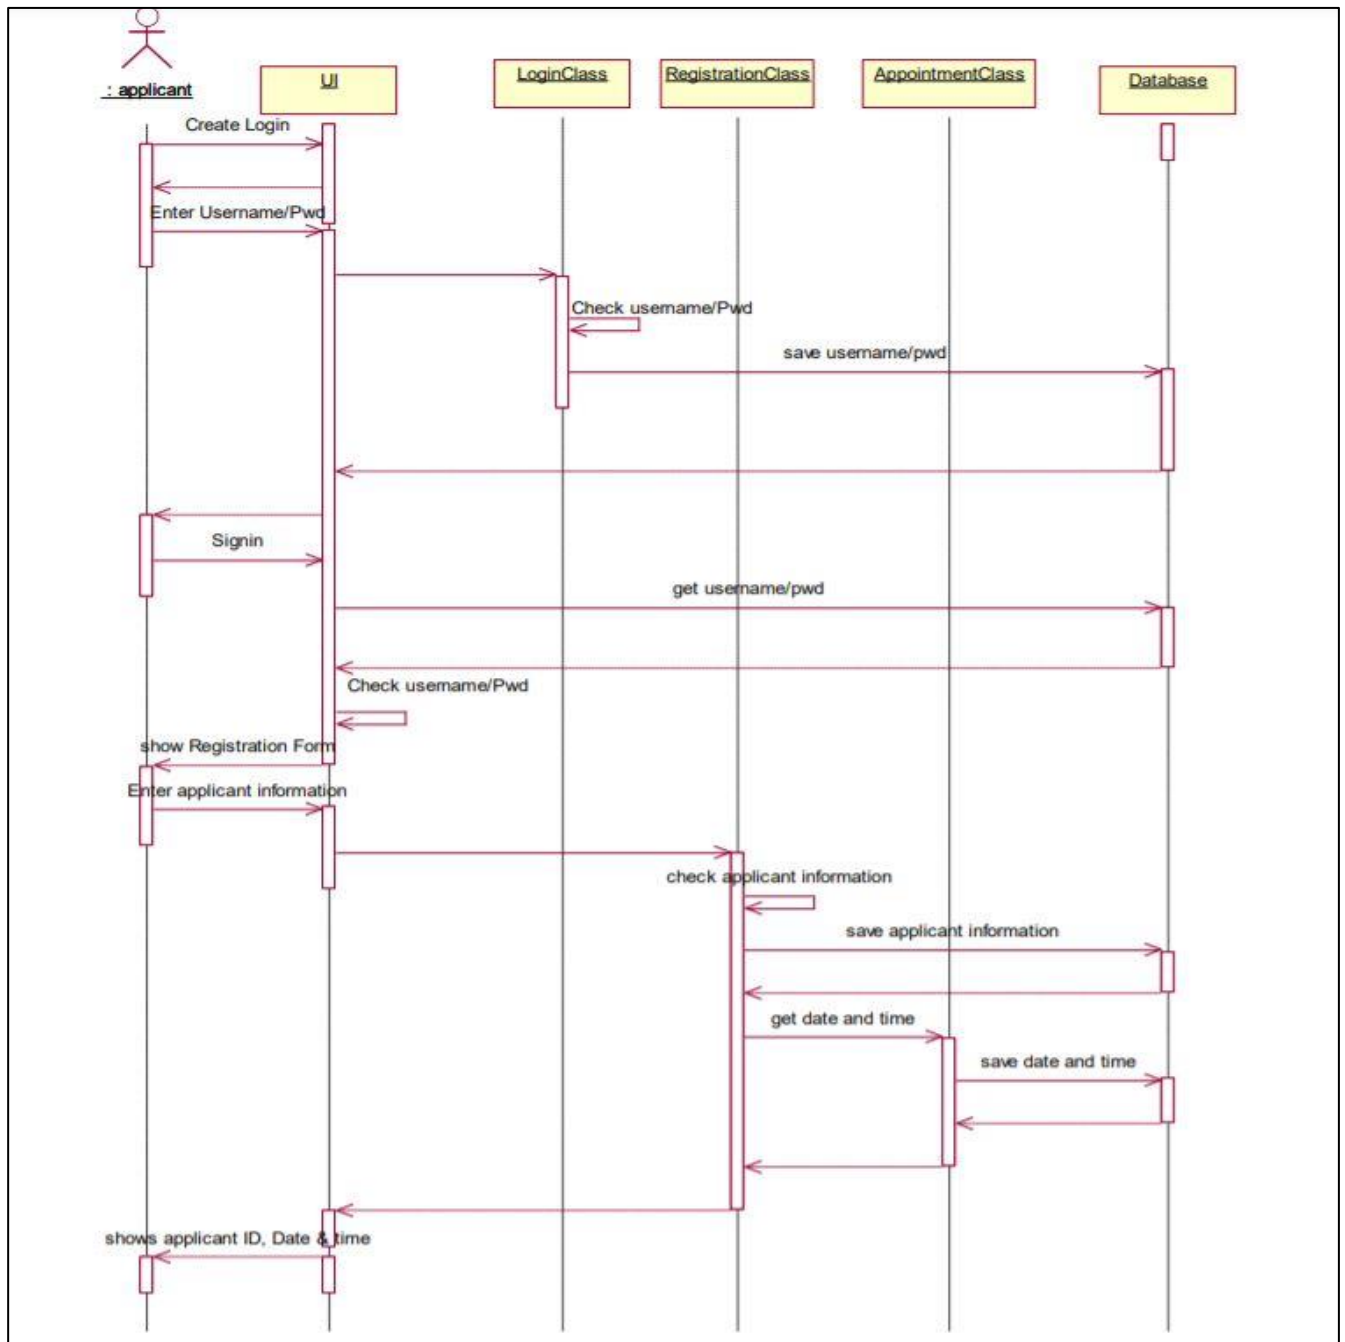 : applicant
UI
LoginClass
RegistrationClass
AppointmentClass
Database
Create Login
Enter Username/Pwd
Check username/Pwd
save username/pwd
Signin
get username/pwd
Check username/Pwd
show Registration Form
Enter applicant information
check applicant information
save applicant information
get date and time
save date and time
shows applicant ID, Date & time